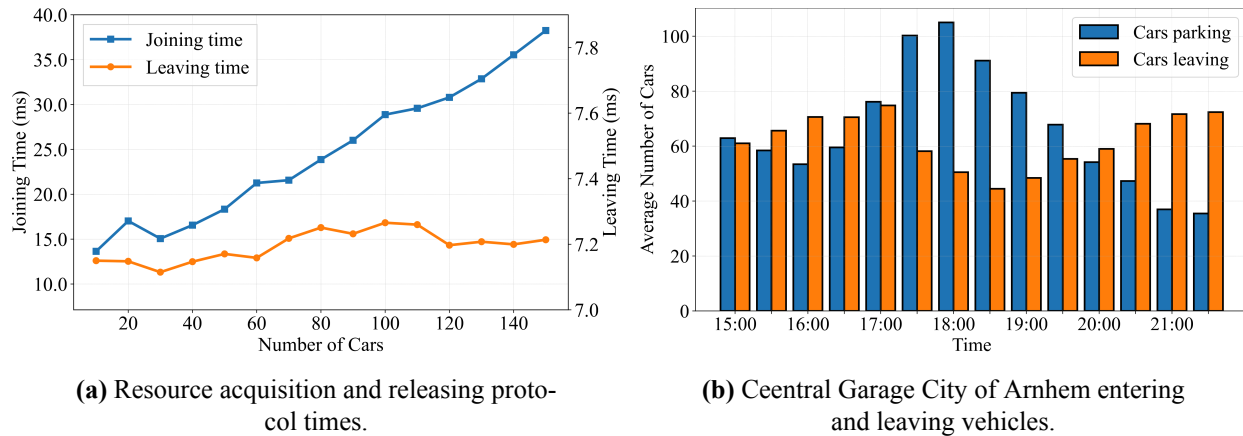 40.0
35.0
30.0
25.0
20.0
15.0
10.0
Joining Time (ms)
Joining time
Leaving time
7.8
7.6
7.4
7.2
7.0
Leaving Time (ms)
20 40 60 80 100 120 140
Number of Cars
(a) Resource acquisition and releasing proto-
col times.
100
80
60
40
20
0
Average Number of Cars
Cars parking
Cars leaving
15:00 16:00 17:00 18:00 19:00 20:00 21:00
Time
(b) Ceentral Garage City of Arnhem entering
and leaving vehicles.